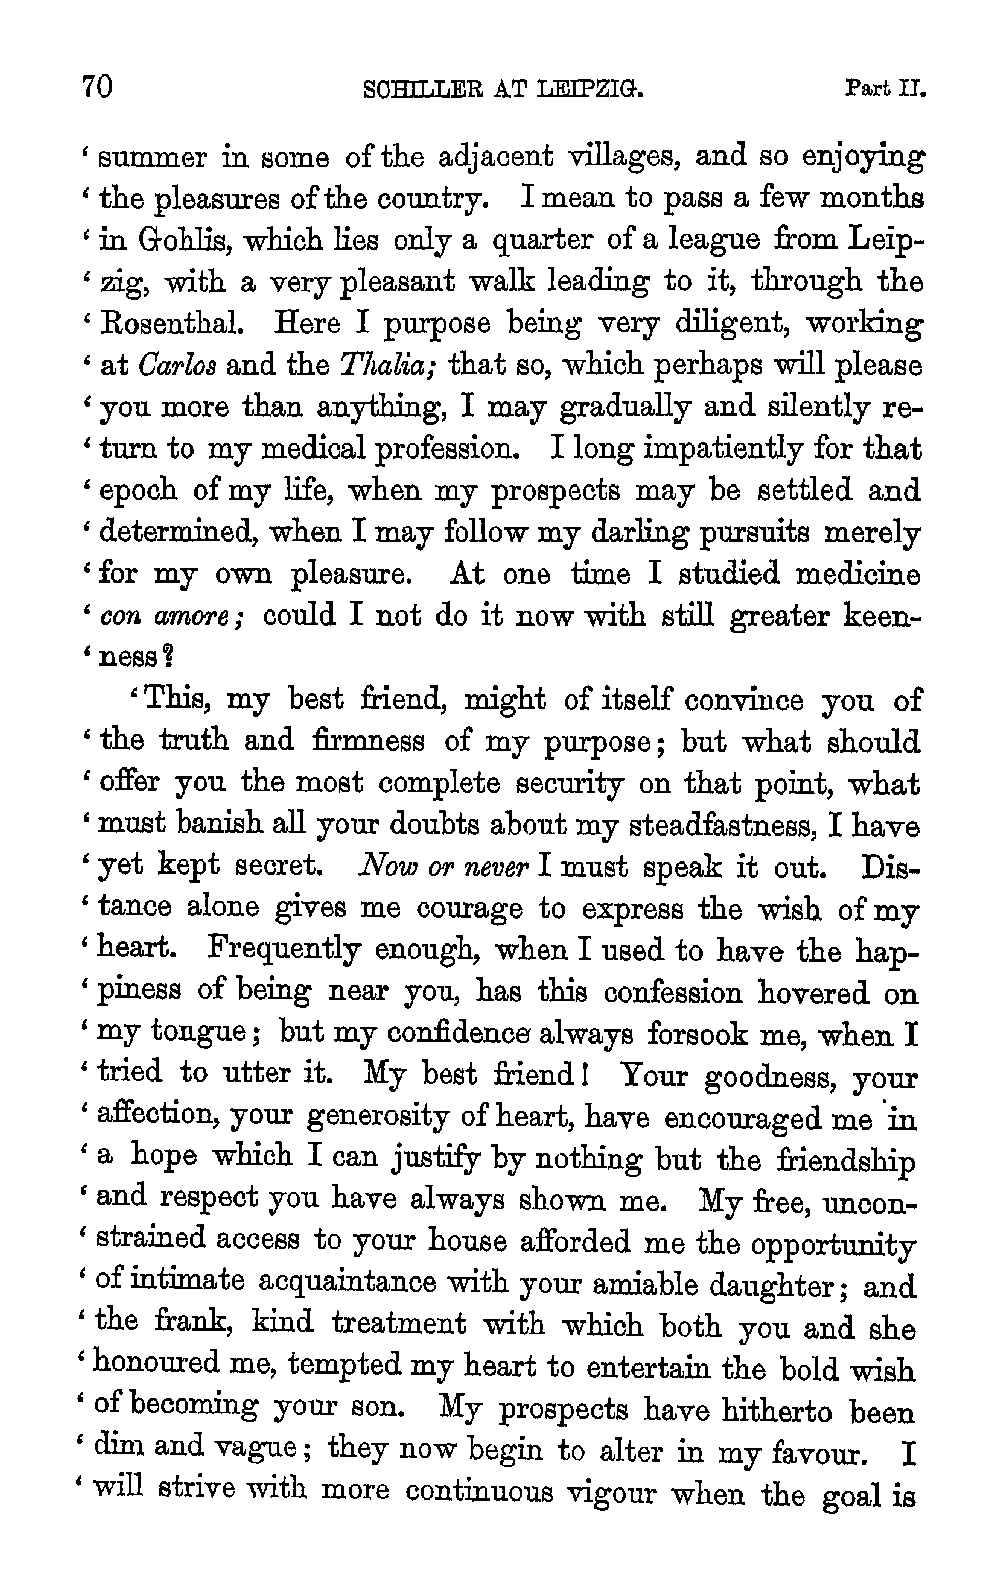 70 SCHILLER AT LEIPZIG. Part II.
‘ summer in some of the adjacent villages, and so enjoying
‘ the pleasures of the country. I mean to pass a few months
‘ in Gohlis, which lies only a quarter of a league from Leip-
‘ zig, with a very pleasant walk leading to it, through the
‘ Rosenthal. Here I purpose being very diligent, working
‘ at Carlos and the Thalia; that so, which perhaps will please
‘ you more than anything, I may gradually and silently re-
‘ turn to my medical profession. I long impatiently for that
‘ epoch of my life, when my prospects may be settled and
‘ determined, when I may follow my darling pursuits merely
‘ for my own pleasure. At one time I studied medicine
‘ con amore; could I not do it now with still greater keen-
‘ ness?
‘ This, my best friend, might of itself convince you of
‘ the truth and firmness of my purpose; but what should
‘ offer you the most complete security on that point, what
‘ must banish all your doubts about my steadfastness, I have
‘ yet kept secret. Now or never I must speak it out. Dis-
‘ tance alone gives me courage to express the wish of my
‘ heart. Frequently enough, when I used to have the hap-
‘ piness of being near you, has this confession hovered on
‘ my tongue; but my confidence always forsook me, when I
‘ tried to utter it. My best friend! Your goodness, your
‘ affection, your generosity of heart, have encouraged me in
‘ a hope which I can justify by nothing but the friendship
‘ and respect you have always shown me. My free, uncon-
‘ strained access to your house afforded me the opportunity
‘ of intimate acquaintance with your amiable daughter; and
‘ the frank, kind treatment with which both you and she
‘ honoured me, tempted my heart to entertain the bold wish
‘ of becoming your son. My prospects have hitherto been
‘ dim and vague; they now begin to alter in my favour. I
‘ will strive with more continuous vigour when the goal is